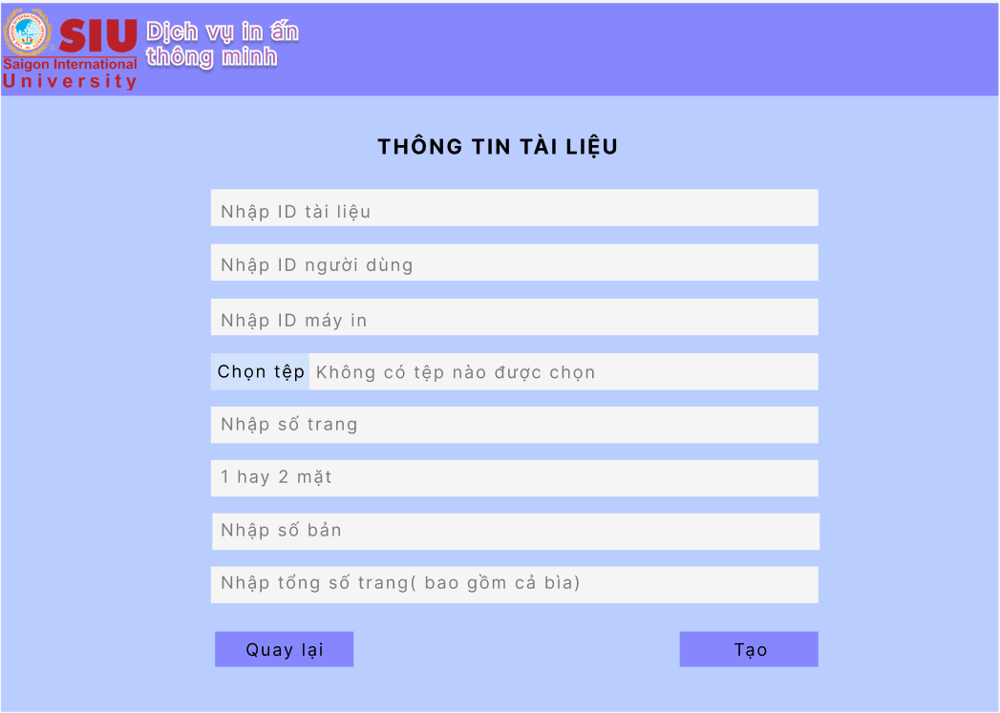 SIU
Saigon International
University
Dịch vụ in ấn
thông minh
THÔNG TIN TÀI LIỆU
Nhập ID tài liệu
Nhập ID người dùng
Nhập ID máy in
Chọn tệp Không có tệp nào được chọn
Nhập số trang
1 hay 2 mặt
Nhập số bản
Nhập tổng số trang( bao gồm cả bìa)
Quay lại Tạo